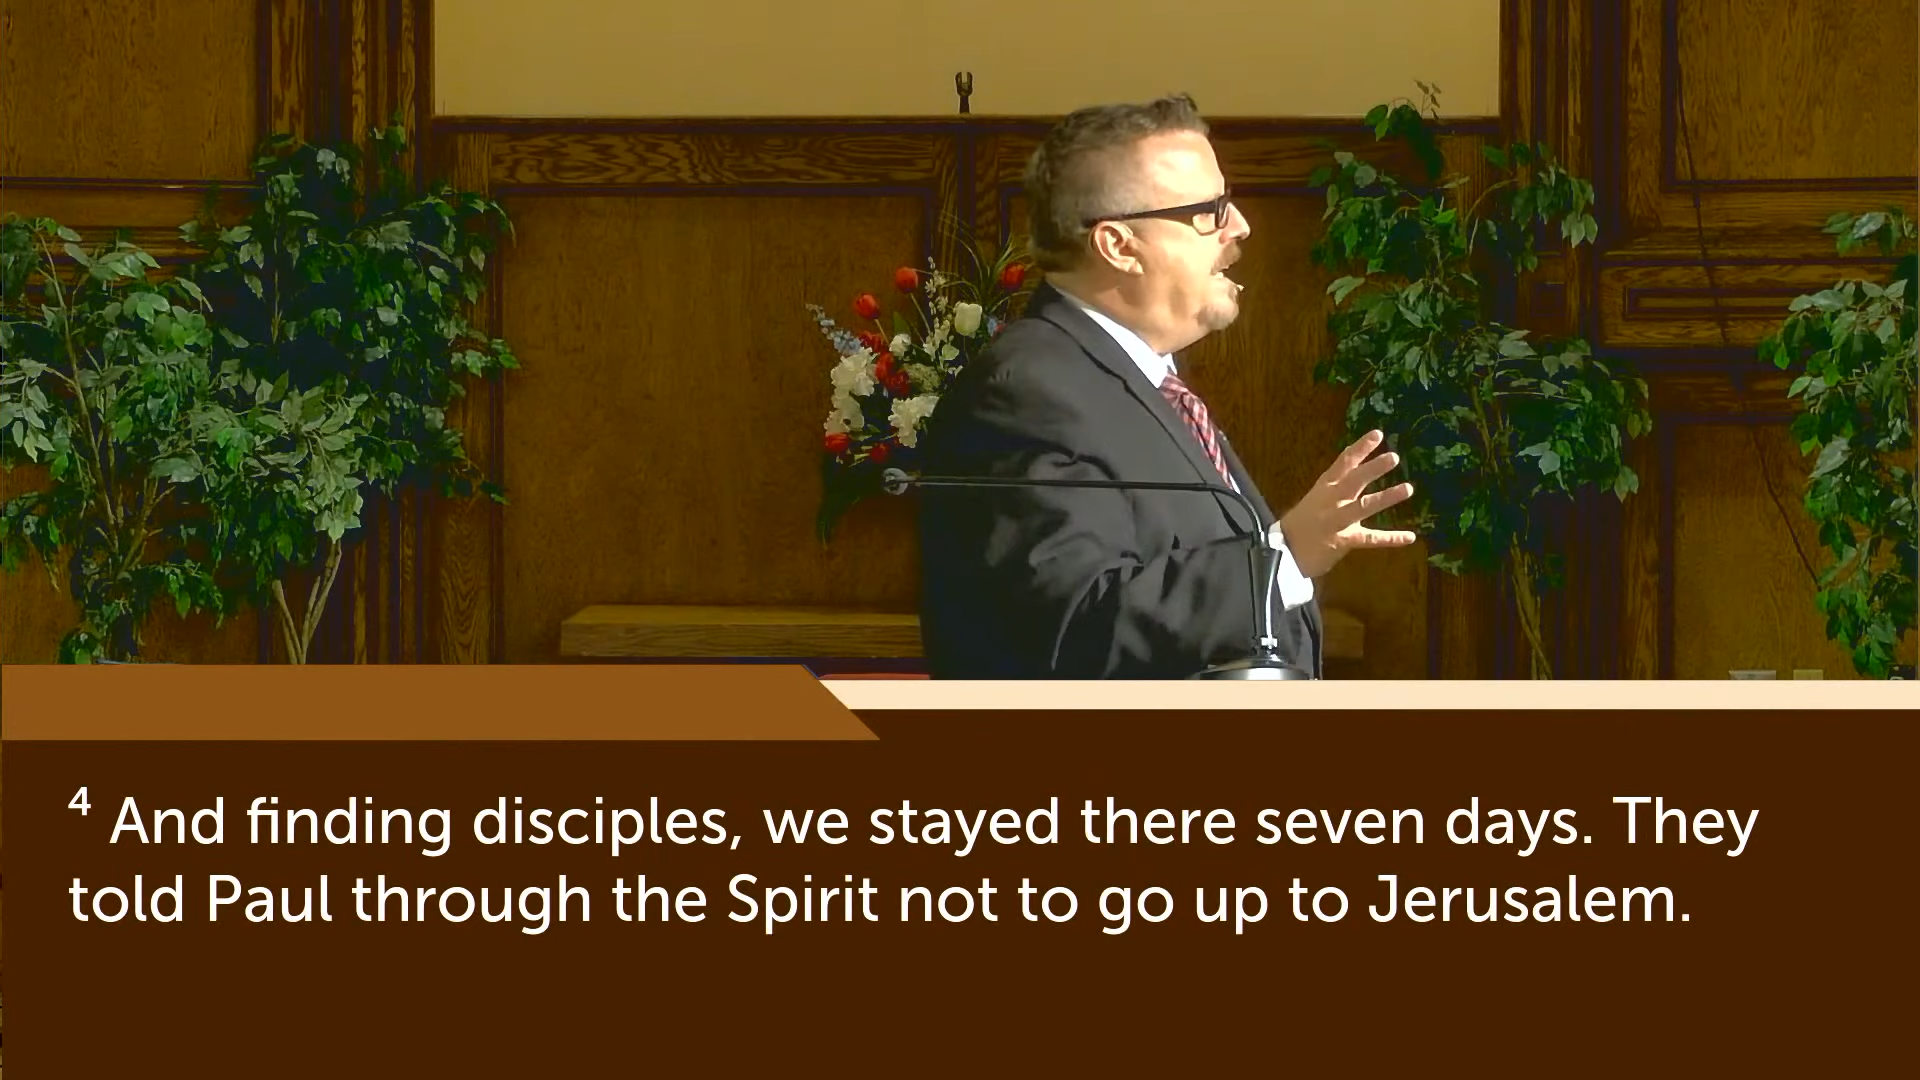 4 And finding disciples, we stayed there seven days. They
told Paul through the Spirit not to go up to Jerusalem.